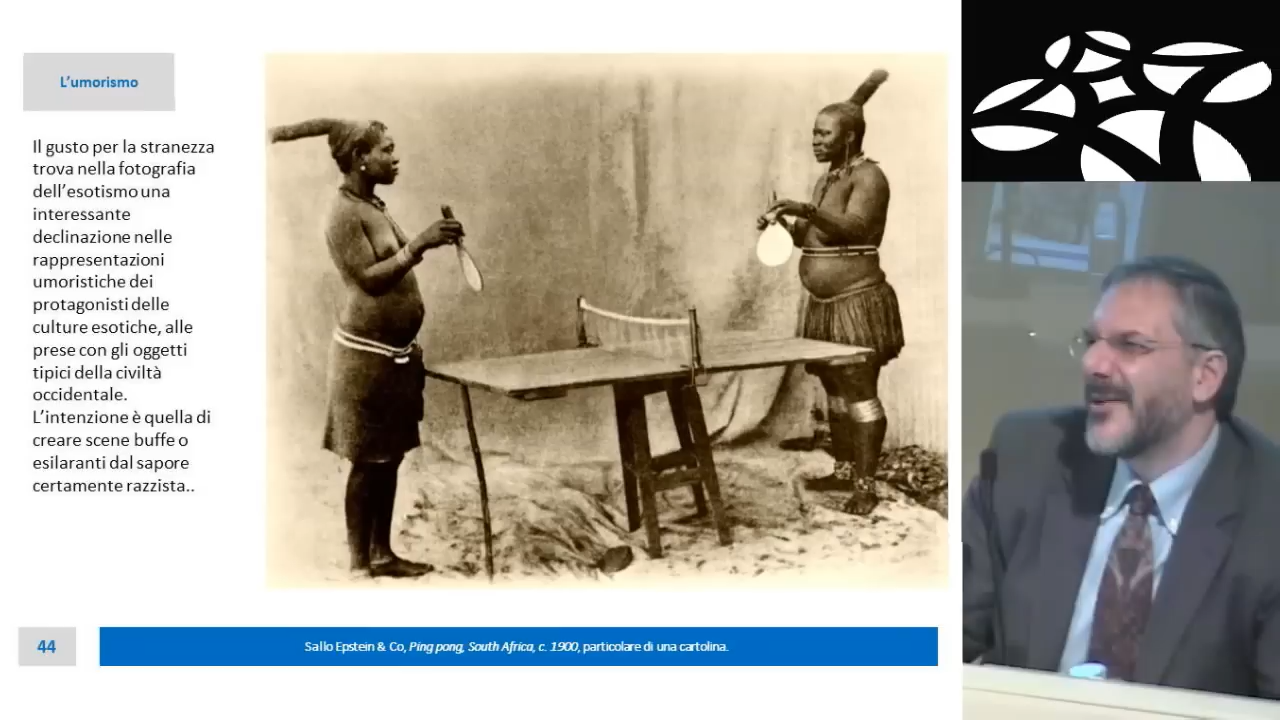 L’umorismo
Il gusto per la stranezza
trova nella fotografia
dell’esotismo una
interessante
declinazione nelle
rappresentazioni
umoristiche dei
protagonisti delle
culture esotiche, alle
prese con gli oggetti
tipici della civiltà
occidentale.
L’intenzione è quella di
creare scene buffe o
esilaranti dal sapore
certamente razzista..
44
Sallo Epstein & Co, Ping pong, South Africa, c. 1900, particolare di una cartolina.